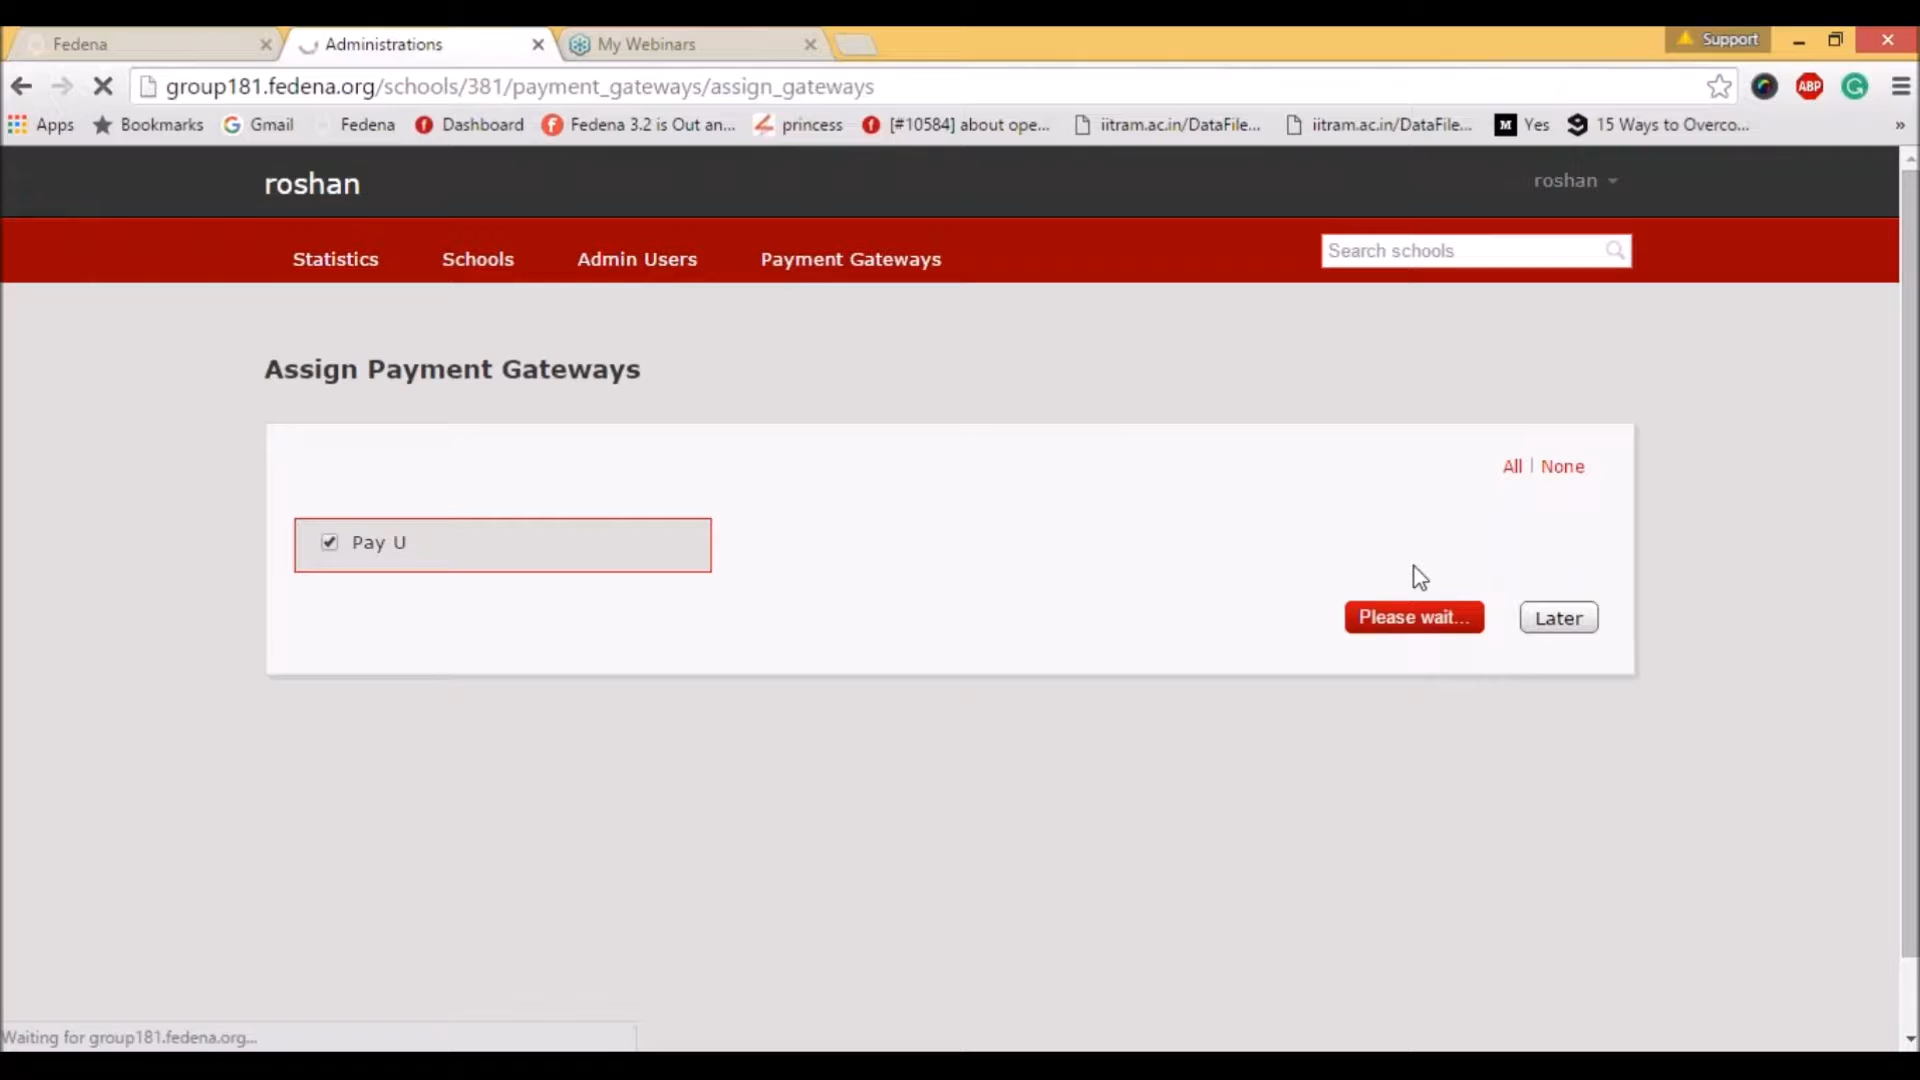 Fedena
Administrations
My Webinars
Support
group181.fedena.org/schools/381/payment_gateways/assign_gateways
ABP
Apps
Bookmarks
Gmail
Fedena
Dashboard
Fedena 3.2 is Out an...
princess
[#10584] about ope...
iitram.ac.in/DataFile...
iitram.ac.in/DataFile...
M
Yes
15 Ways to Overco...
»
roshan
roshan
Statistics
Schools
Admin Users
Payment Gateways
Search schools
Assign Payment Gateways
All | None
Pay U
Please wait...
Later
Waiting for group181.fedena.org...